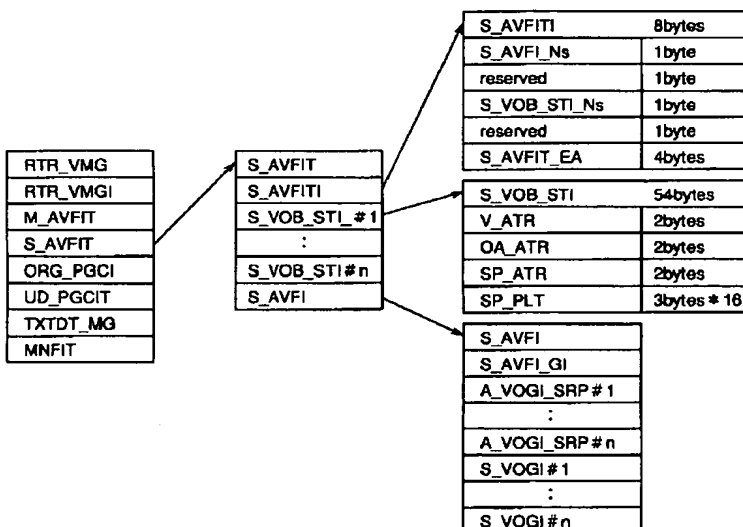 RTR_VMG
RTR_VMGI
M_AVFIT
S_AVFIT
ORG_PGCI
UD_PGCIT
TXTDT_MG
MNFIT
S_AVFIT
S_AVFITI
S_VOB_STI_#1
:
S_VOB_STI#n
S_AVFI
S_AVFITI 8bytes
S_AVFI_Ns 1byte
reserved 1byte
S_VOB_STI_Ns 1byte
reserved 1byte
S_AVFIT_EA 4bytes
S_VOB_STI 54bytes
V_ATR 2bytes
OA_ATR 2bytes
SP_ATR 2bytes
SP_PLT 3bytes * 16
S_AVFI
S_AVFI_GI
A_VOGI_SRP#1
:
A_VOGI_SRP#n
S_VOGI#1
:
S_VOGI#n